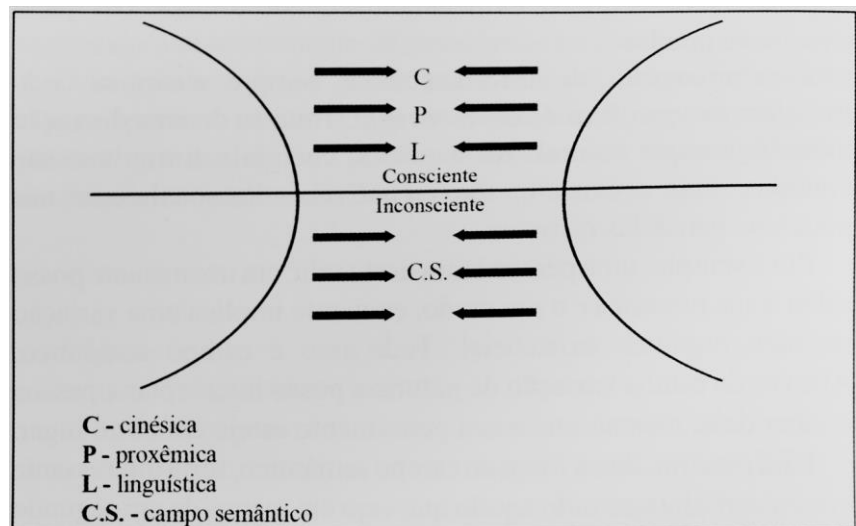 C
P
L
Consciente
Inconsciente
C.S.
C - cinésica
P - proxêmica
L - linguística
C.S. - campo semântico